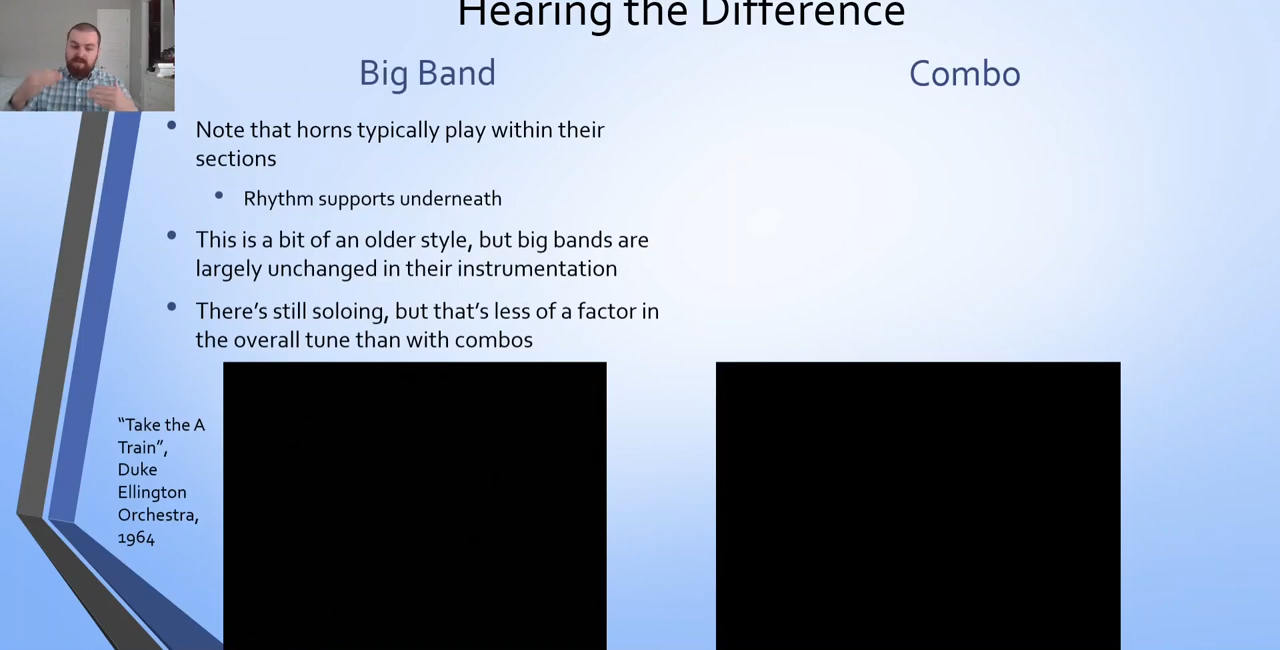 Hearing the Difference
Big Band
Note that horns typically play within their
sections
Rhythm supports underneath
This is a bit of an older style, but big bands are
largely unchanged in their instrumentation
There’s still soloing, but that’s less of a factor in
the overall tune than with combos
“Take the A
Train”,
Duke
Ellington
Orchestra,
1964
Combo